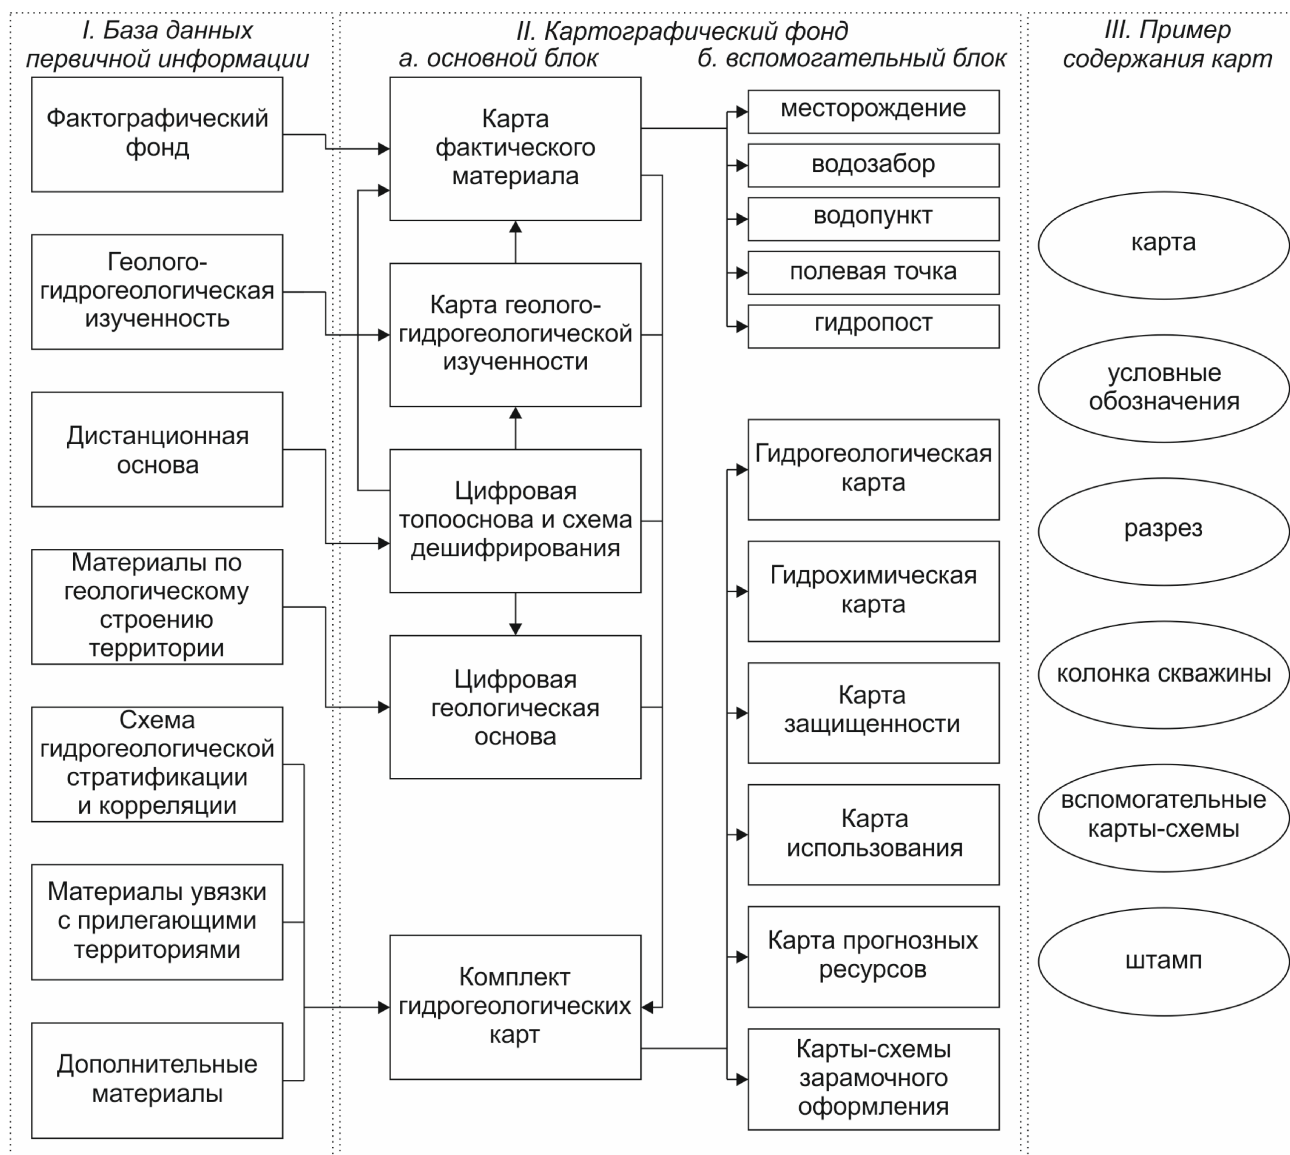 I. База данных
первичной информации
Фактографический
фонд
Геолого-
гидрогеологическая
изученность
Дистанционная
основа
Материалы по
геологическому
строению
территории
Схема
гидрогеологической
стратификации
и корреляции
Материалы увязки
с прилегающими
территориями
Дополнительные
материалы
II. Картографический фонд
а. основной блок
Карта
фактического
материала
Карта геолого-
гидрогеологической
изученности
Цифровая
топооснова и схема
дешифрирования
Цифровая
геологическая
основа
Комплект
гидрогеологических
карт
б. вспомогательный блок
месторождение
водозабор
водопункт
полевая точка
гидропост
Гидрогеологическая
карта
Гидрохимическая
карта
Карта
защищенности
Карта
использования
Карта прогнозных
ресурсов
Карты-схемы
зарамочного
оформления
III. Пример
содержания карт
карта
условные
обозначения
разрез
колонка скважины
вспомогательные
карты-схемы
штамп